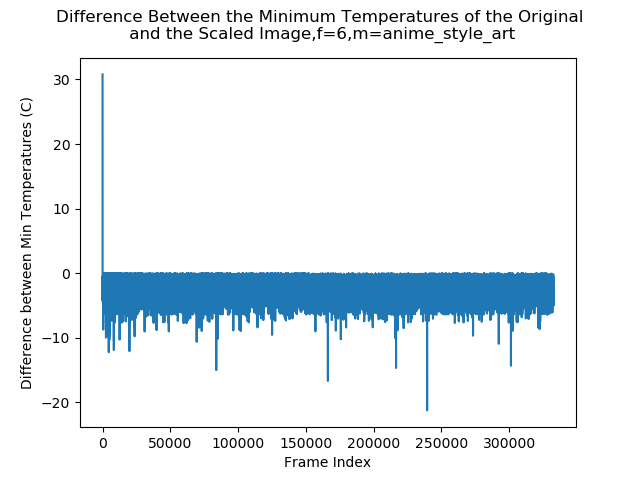 Difference Between the Minimum Temperatures of the Original
and the Scaled Image,f=6,m=anime_style_art
Difference between Min Temperatures (C)
30
20
10
0
−10
−20
0 50000 100000 150000 200000 250000 300000
Frame Index